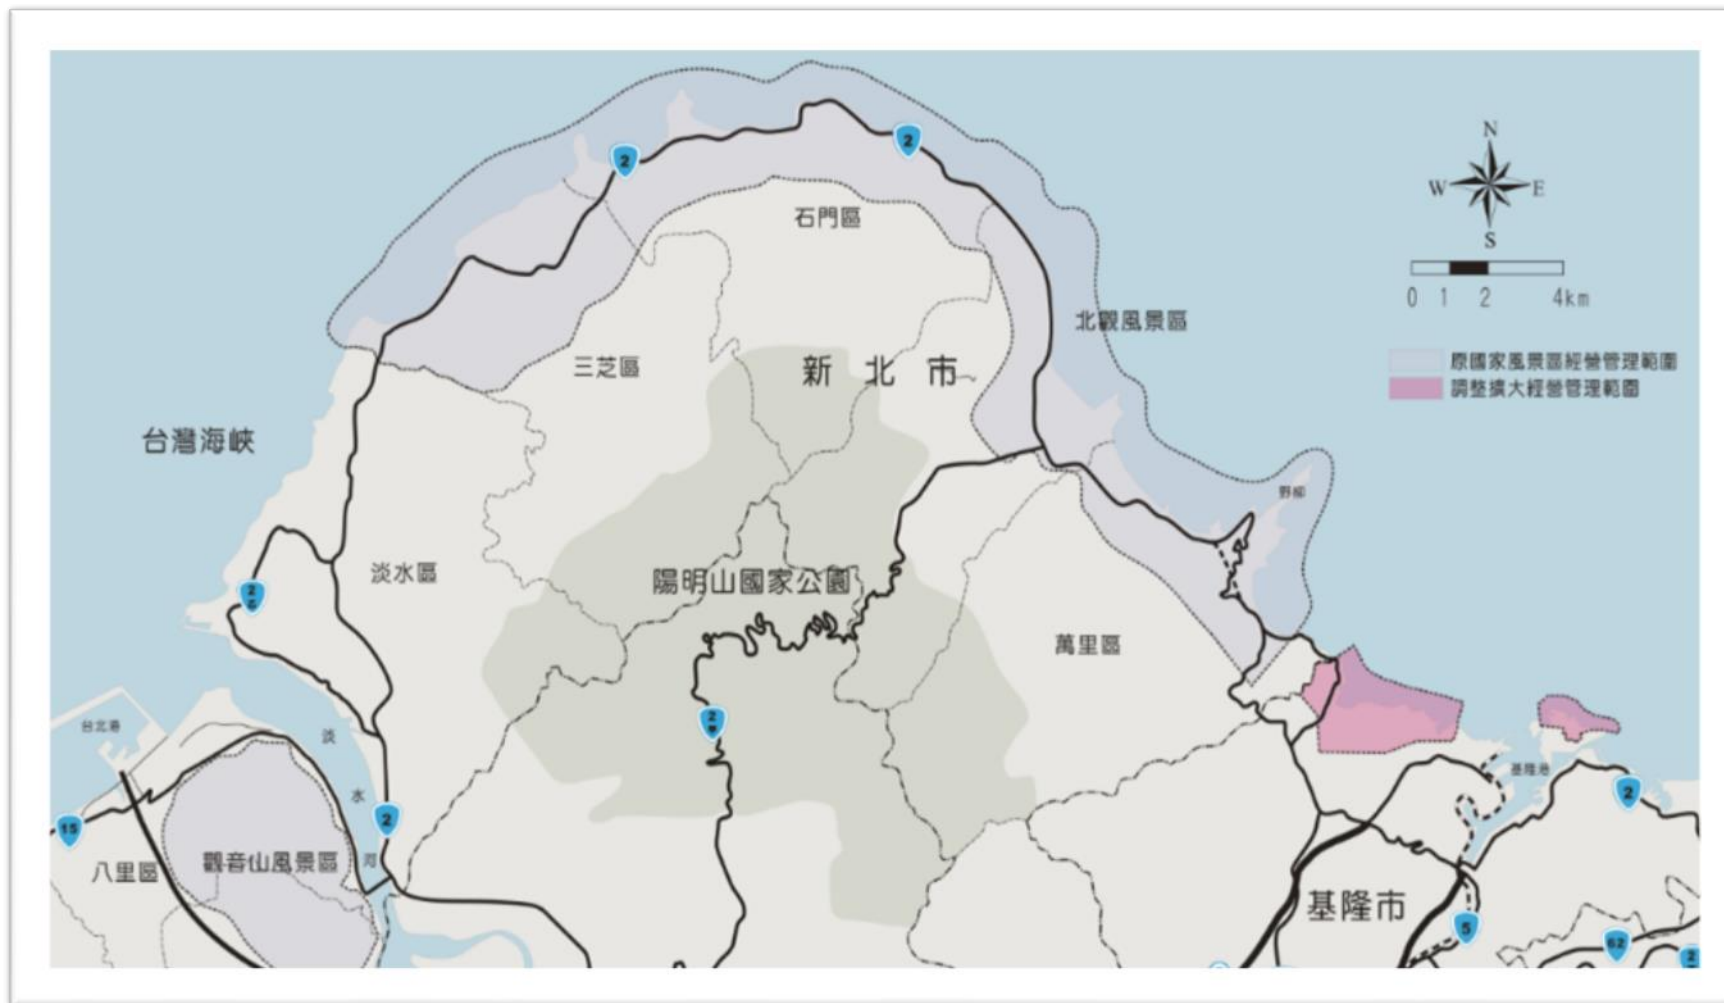 2
2
N
W E
S
石門區
0 1 2 4km
北觀風景區
三芝區
新北市
原國家風景區經營管理範圍
調整擴大經營管理範圍
台灣海峽
野柳
淡水區
陽明山國家公園
2
萬里區
台北港
淡
水
河
2
基隆港
2
2
15
八里區
觀音山風景區
基隆市
5
62
2